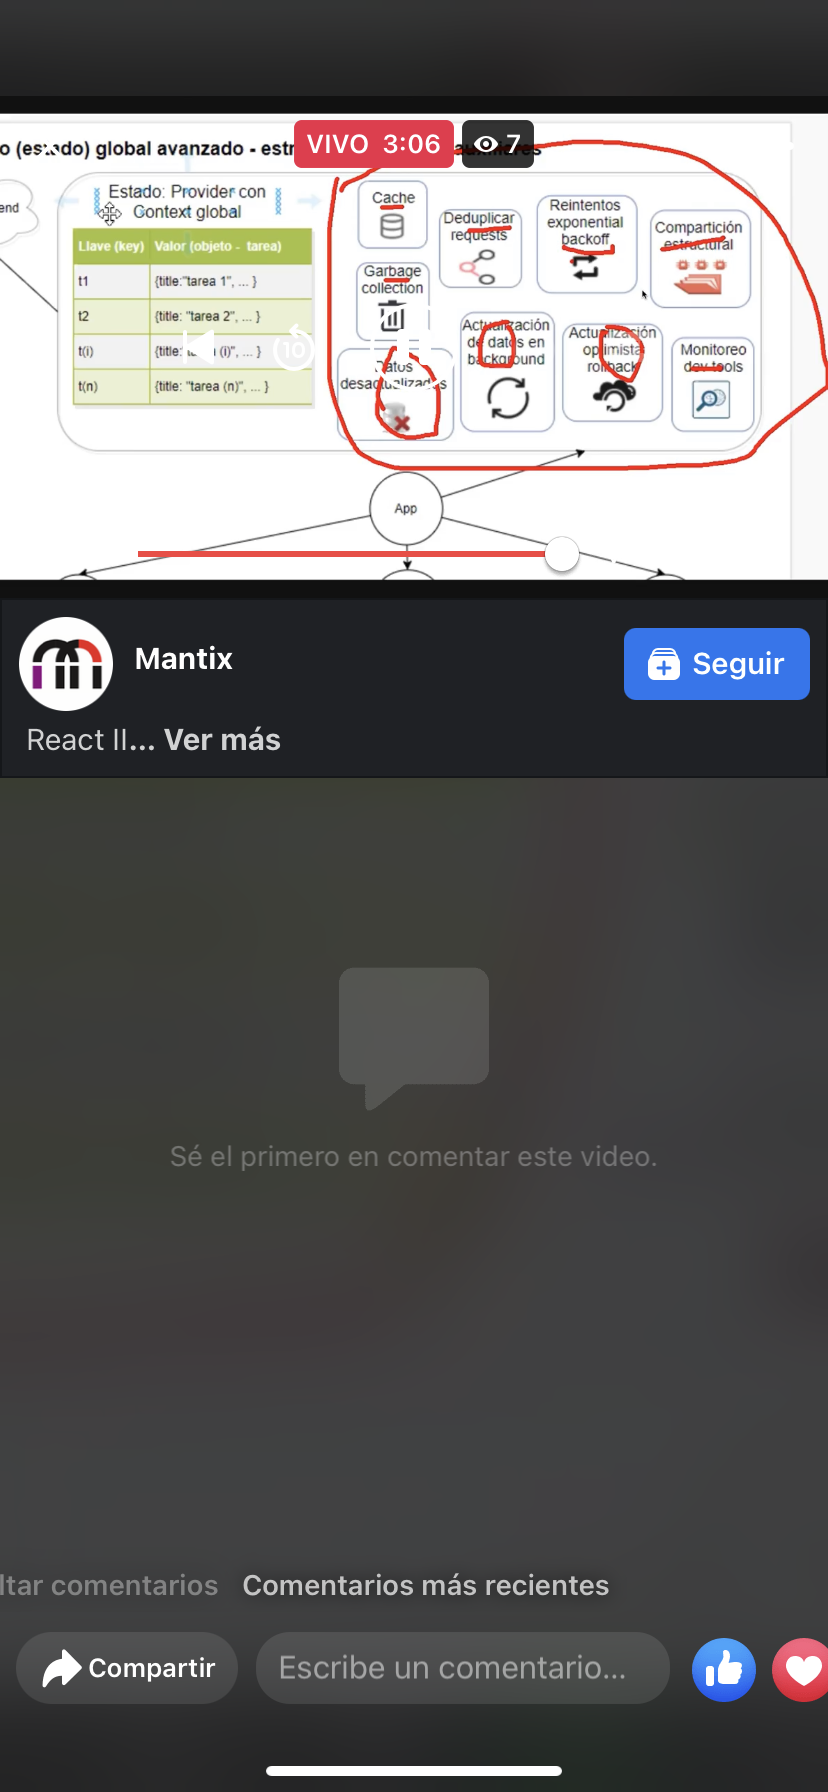 o (estado) global avanzado - estr
VIVO 3:06
7
end
Estado: Provider con
Context global
Llave (key) Valor (objeto - tarea)
t1 {title:"tarea 1", ... }
t2 {title: "tarea 2", ... }
t(i) {title: (i)", ... }
t(n) {title: "tarea (n)", ... }
Cache
Deduplicar
requests
Reintentos
exponential
backoff
Compartición
estructural
Garbage
collection
Datos
desactualizados
Actualización
de datos en
background
Actualización
optimista
rollback
Monitoreo
dev tools
10
App
Mantix
Seguir
React II... Ver más
Sé el primero en comentar este video.
ltar comentarios Comentarios más recientes
Compartir
Escribe un comentario...